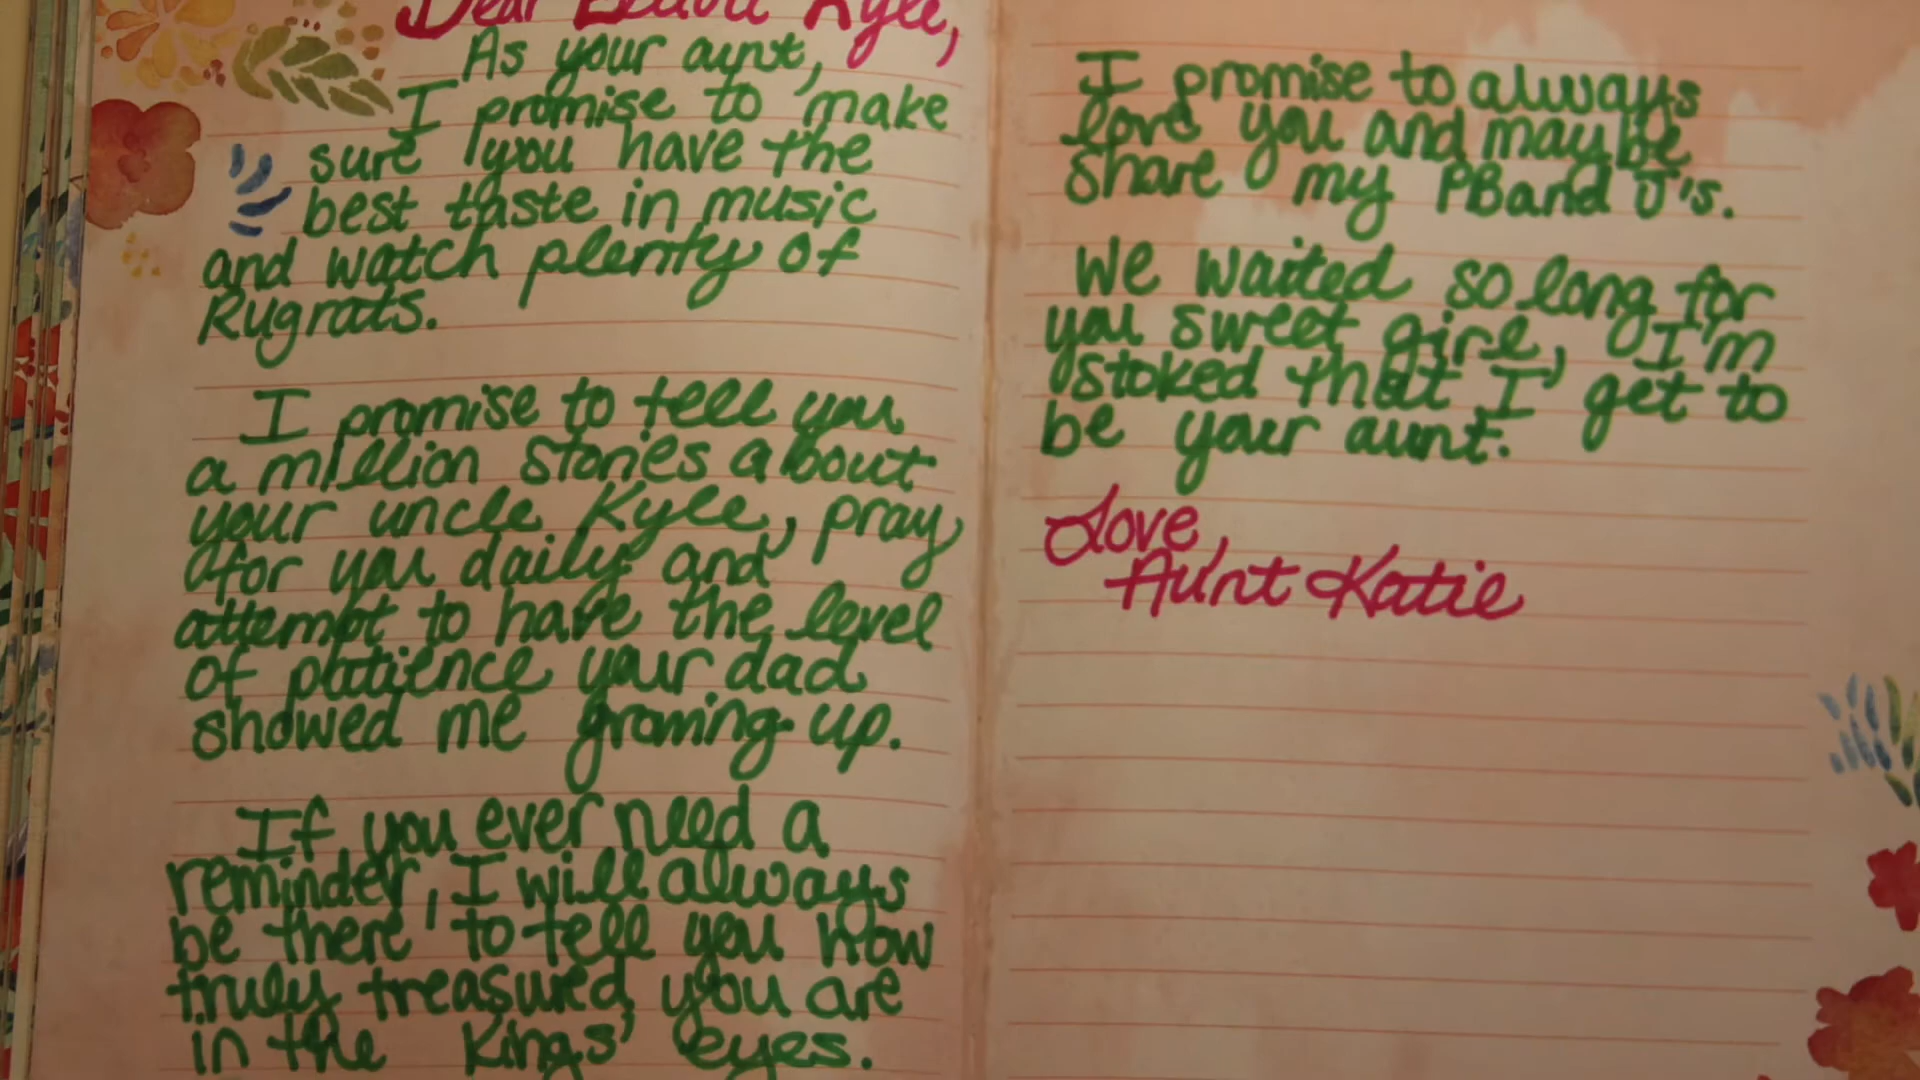 Dear Kyle,
As your aunt,
I promise to make
sure you have the
best taste in music
and watch plenty of
Rugrats.
I promise to tell you
a million stories about
your uncle Kyle, pray
for you daily and
attempt to have the level
of patience your dad
showed me growing up.
If you ever need a
reminder, I will always
be there to tell you how
truly treasured you are
in the Kings' eyes.
I promise to always
love you and maybe
share my PBand J's.
We waited so long for
you sweet girl, I'm
stoked that I get to
be your aunt.
Love,
Aunt Katie